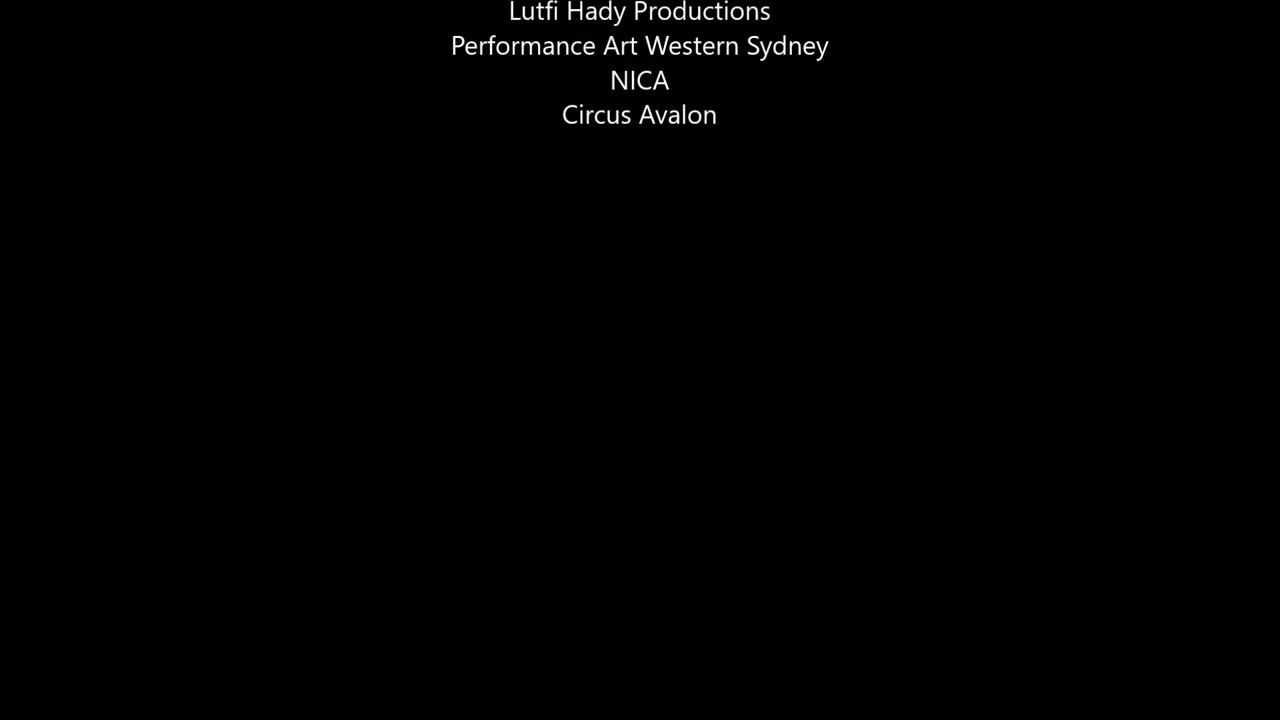 Lutfi Hady Productions
Performance Art Western Sydney
NICA
Circus Avalon